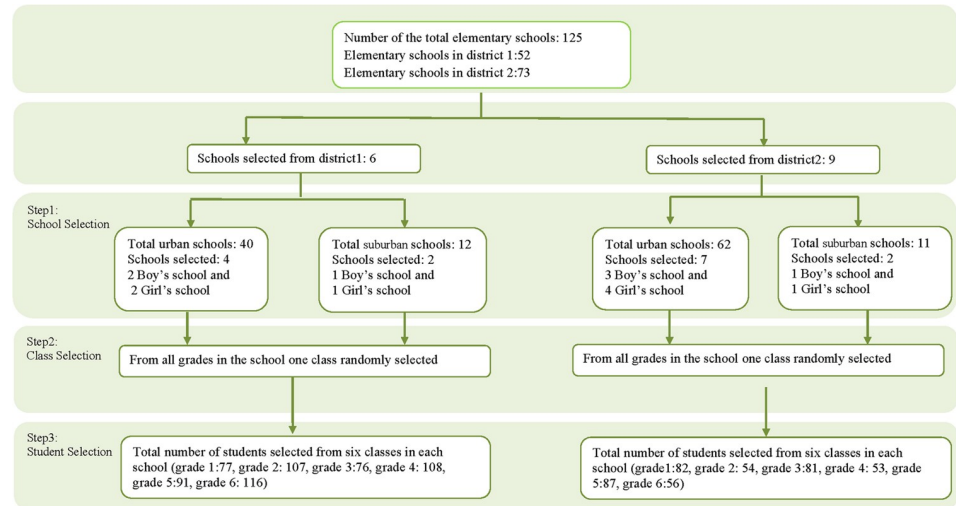 Number of the total elementary schools: 125
Elementary schools in district 1:52
Elementary schools in district 2:73
Schools selected from district1: 6
Schools selected from district2: 9
Step1:
School Selection
Total urban schools: 40
Schools selected: 4
2 Boy's school and
2 Girl's school
Total suburban schools: 12
Schools selected: 2
1 Boy's school and
1 Girl's school
Total urban schools: 62
Schools selected: 7
3 Boy's school and
4 Girl's school
Total suburban schools: 11
Schools selected: 2
1 Boy's school and
1 Girl's school
Step2:
Class Selection
From all grades in the school one class randomly selected
From all grades in the school one class randomly selected
Step3:
Student Selection
Total number of students selected from six classes in each
school (grade 1:77, grade 2: 107, grade 3:76, grade 4: 108,
grade 5:91, grade 6: 116)
Total number of students selected from six classes in each
school (grade1:82, grade 2: 54, grade 3:81, grade 4: 53, grade
5:87, grade 6:56)